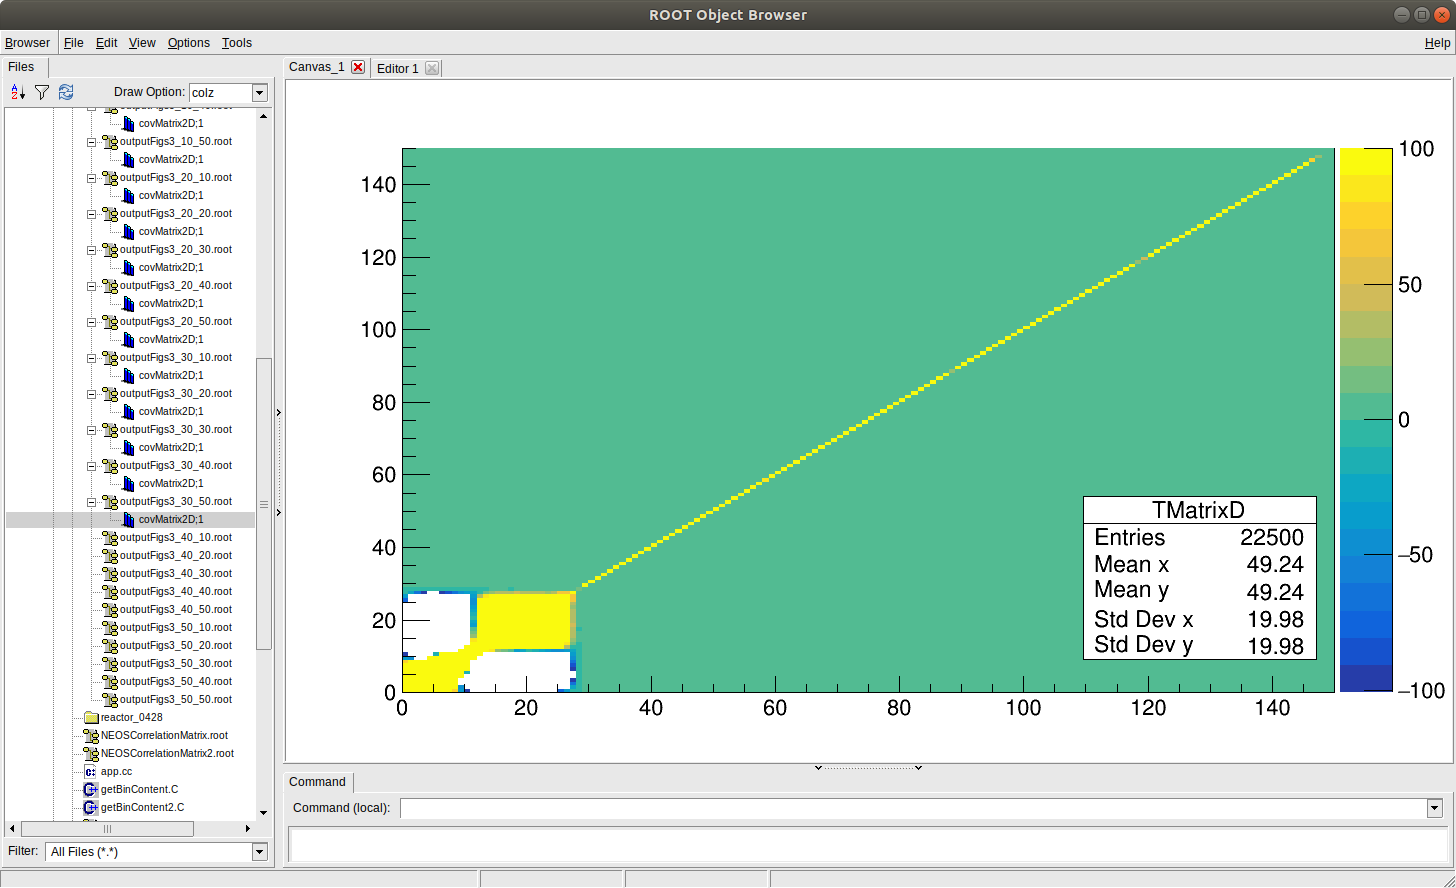 ROOT Object Browser
Browser File Edit View Options Tools Help
Files
Draw Option: colz
covMatrix2D;1
outputFigs3_10_50.root
covMatrix2D;1
outputFigs3_20_10.root
covMatrix2D;1
outputFigs3_20_20.root
covMatrix2D;1
outputFigs3_20_30.root
covMatrix2D;1
outputFigs3_20_40.root
covMatrix2D;1
outputFigs3_20_50.root
covMatrix2D;1
outputFigs3_30_10.root
covMatrix2D;1
outputFigs3_30_20.root
covMatrix2D;1
outputFigs3_30_30.root
covMatrix2D;1
outputFigs3_30_40.root
covMatrix2D;1
outputFigs3_30_50.root
covMatrix2D;1
outputFigs3_40_10.root
outputFigs3_40_20.root
outputFigs3_40_30.root
outputFigs3_40_40.root
outputFigs3_40_50.root
outputFigs3_50_10.root
outputFigs3_50_20.root
outputFigs3_50_30.root
outputFigs3_50_40.root
outputFigs3_50_50.root
reactor_0428
NEOSCorrelationMatrix.root
NEOSCorrelationMatrix2.root
app.cc
getBinContent.C
getBinContent2.C
Filter: All Files (*.*)
Canvas_1 Editor 1
140
120
100
80
60
40
20
0
0 20 40 60 80 100 120 140
100
50
0
−50
−100
TMatrixD
Entries 22500
Mean x 49.24
Mean y 49.24
Std Dev x 19.98
Std Dev y 19.98
Command
Command (local):